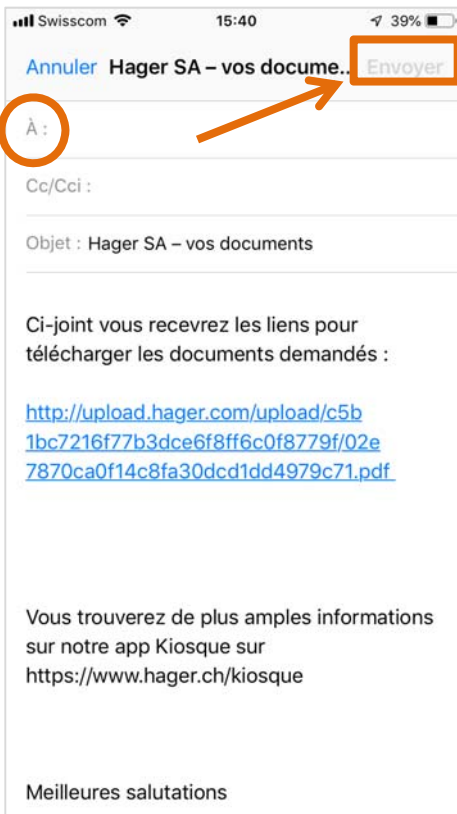 Swisscom 15:40 39%
Annuler Hager SA – vos docume.. Envoyer
À :
Cc/Cci :
Objet : Hager SA – vos documents
Ci-joint vous recevrez les liens pour
télécharger les documents demandés :
http://upload.hager.com/upload/c5b
1bc7216f77b3dce6f8ff6c0f8779f/02e
7870ca0f14c8fa30dcd1dd4979c71.pdf
Vous trouverez de plus amples informations
sur notre app Kiosque sur
https://www.hager.ch/kiosque
Meilleures salutations